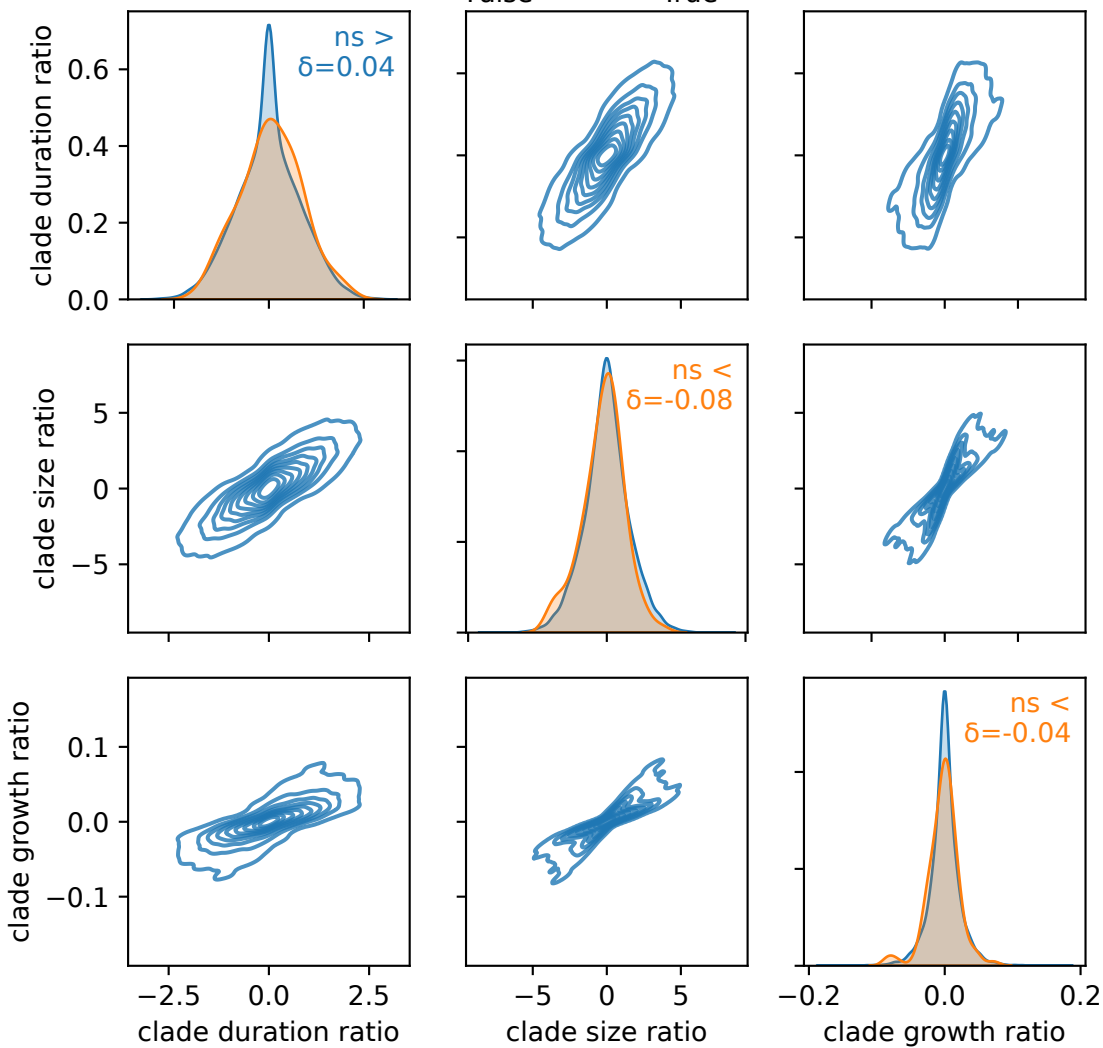 True
ns >
δ=0.04
clade duration ratio
0.6
0.4
0.2
0.0
clade size ratio
5
0
−5
ns <
δ=-0.08
clade growth ratio
0.1
0.0
−0.1
ns <
δ=-0.04
−2.5 0.0 2.5
−5 0 5
−0.2 0.0 0.2
clade duration ratio
clade size ratio
clade growth ratio